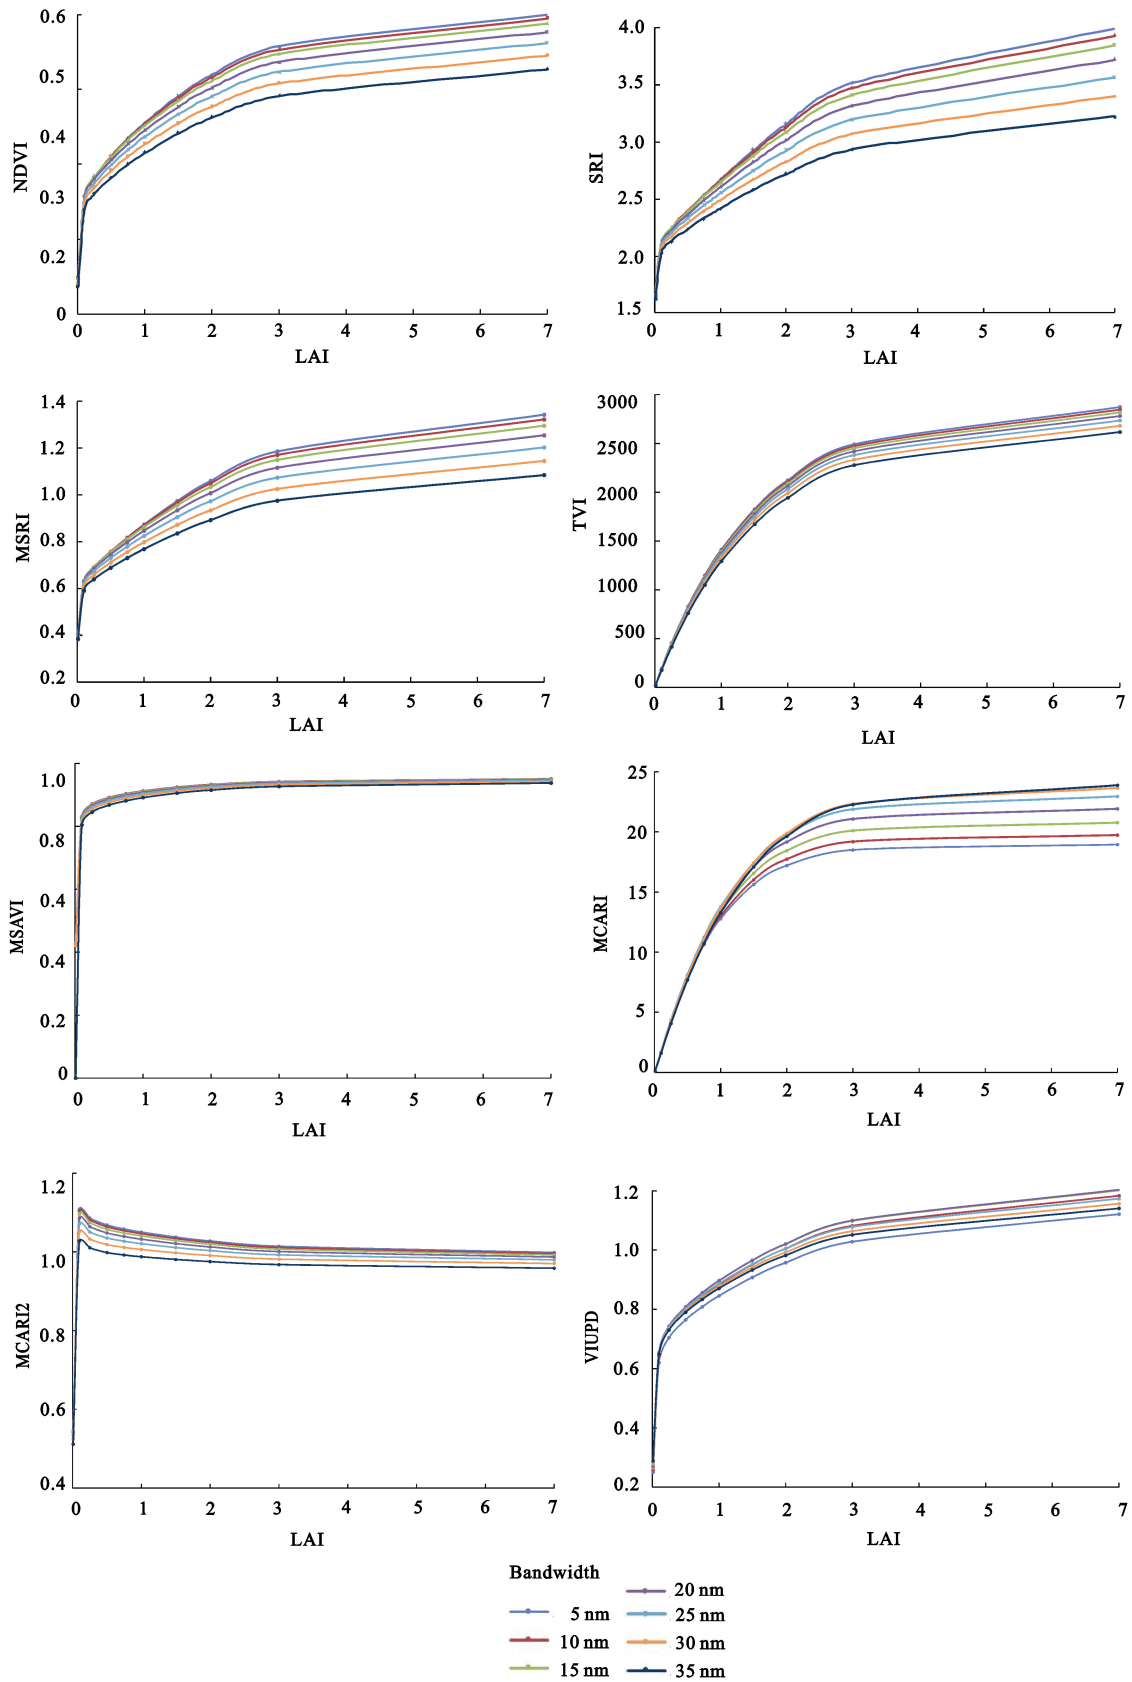 0.6
0.5
0.4
0.3
0.2
0
NDVI
0 1 2 3 4 5 6 7
LAI
4.0
3.5
3.0
2.5
2.0
1.5
SRI
0 1 2 3 4 5 6 7
LAI
1.4
1.2
1.0
0.8
0.6
0.4
0.2
MSRI
0 1 2 3 4 5 6 7
LAI
3000
2500
2000
1500
1000
500
0
TVI
0 1 2 3 4 5 6 7
LAI
1.0
0.8
0.4
0.4
0.2
0
MSAVI
0 1 2 3 4 5 6 7
LAI
25
20
15
10
5
0
MCARI
0 1 2 3 4 5 6 7
LAI
1.2
1.0
0.8
0.6
0.4
MCARI2
0 1 2 3 4 5 6 7
LAI
1.2
1.0
0.8
0.6
0.4
0.2
VIUPD
0 1 2 3 4 5 6 7
LAI
Bandwidth
5 nm
10 nm
15 nm
20 nm
25 nm
30 nm
35 nm